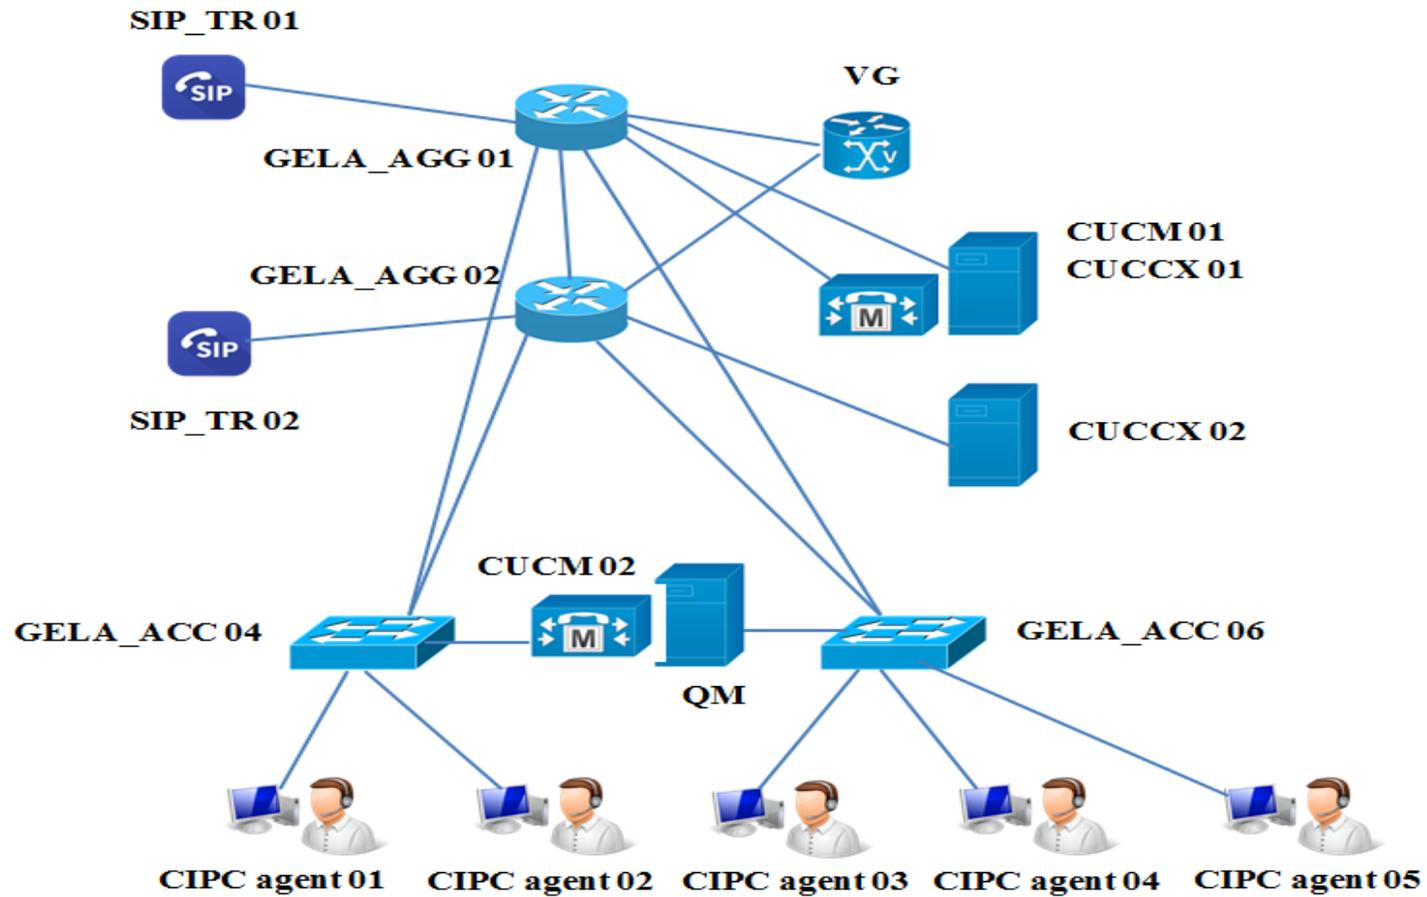 SIP_TR 01
SIP
VG
GELA_AGG 01
V
CUCM 01
CUCCX 01
GELA_AGG 02
M
SIP
SIP_TR 02
CUCCX 02
CUCM 02
GELA_ACC 04
M
GELA_ACC 06
QM
CIPC agent 01
CIPC agent 02
CIPC agent 03
CIPC agent 04
CIPC agent 05